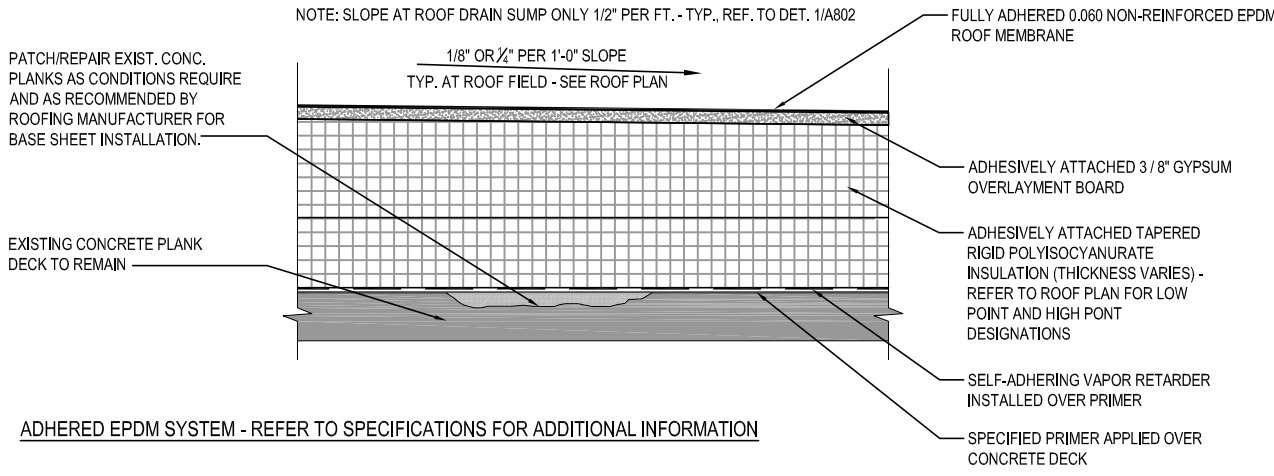 NOTE: SLOPE AT ROOF DRAIN SUMP ONLY 1/2" PER FT. - TYP., REF. TO DET. 1/A802
FULLY ADHERED 0.060 NON-REINFORCED EPDM
ROOF MEMBRANE
1/8" OR 1/4" PER 1'-0" SLOPE
TYP. AT ROOF FIELD - SEE ROOF PLAN
PATCH/REPAIR EXIST. CONC.
PLANKS AS CONDITIONS REQUIRE
AND AS RECOMMENDED BY
ROOFING MANUFACTURER FOR
BASE SHEET INSTALLATION.
ADHESIVELY ATTACHED 3 / 8" GYPSUM
OVERLAYMENT BOARD
EXISTING CONCRETE PLANK
DECK TO REMAIN
ADHESIVELY ATTACHED TAPERED
RIGID POLYISOCYANURATE
INSULATION (THICKNESS VARIES) -
REFER TO ROOF PLAN FOR LOW
POINT AND HIGH PONT
DESIGNATIONS
SELF-ADHERING VAPOR RETARDER
INSTALLED OVER PRIMER
SPECIFIED PRIMER APPLIED OVER
CONCRETE DECK
ADHERED EPDM SYSTEM - REFER TO SPECIFICATIONS FOR ADDITIONAL INFORMATION